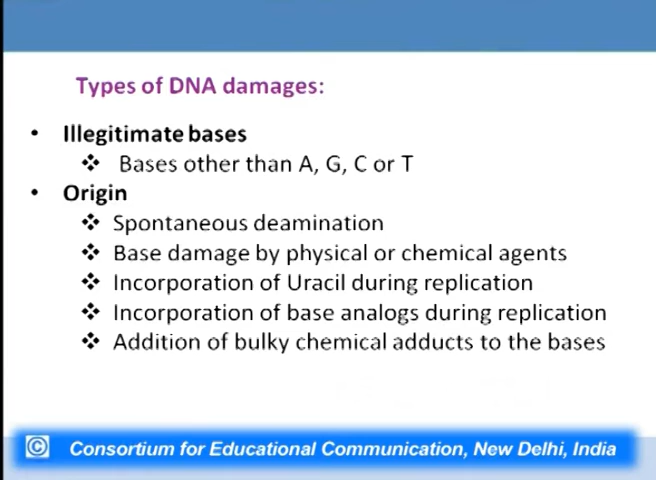 Types of DNA damages:
• Illegitimate bases
❖ Bases other than A, G, C or T
• Origin
❖ Spontaneous deamination
❖ Base damage by physical or chemical agents
❖ Incorporation of Uracil during replication
❖ Incorporation of base analogs during replication
❖ Addition of bulky chemical adducts to the bases
© Consortium for Educational Communication, New Delhi, India